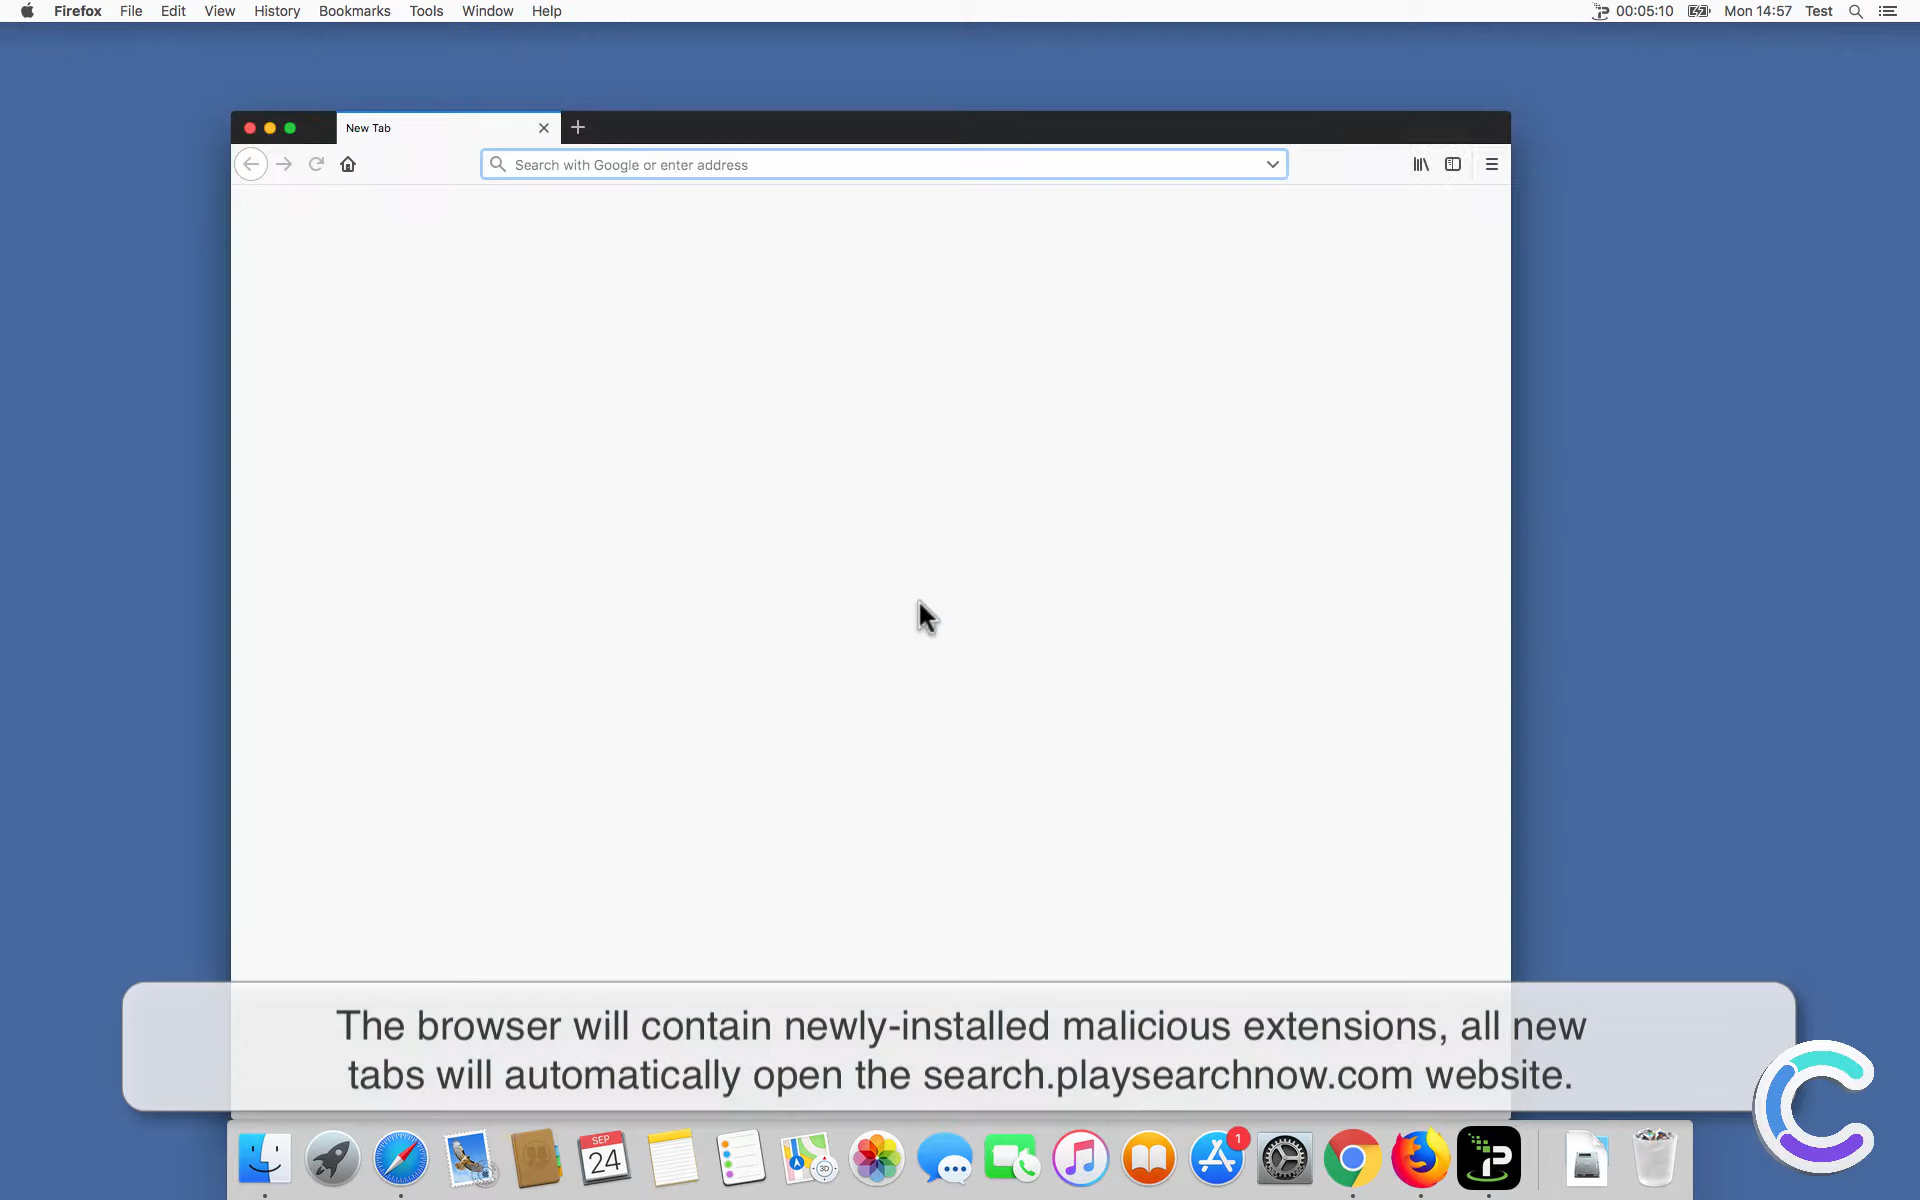 Firefox File Edit View History Bookmarks Tools Window Help 00:05:10 Mon 14:57 Test
New Tab
Search with Google or enter address
The browser will contain newly-installed malicious extensions, all new
tabs will automatically open the search.playsearchnow.com website.
SEP
24
3D
1